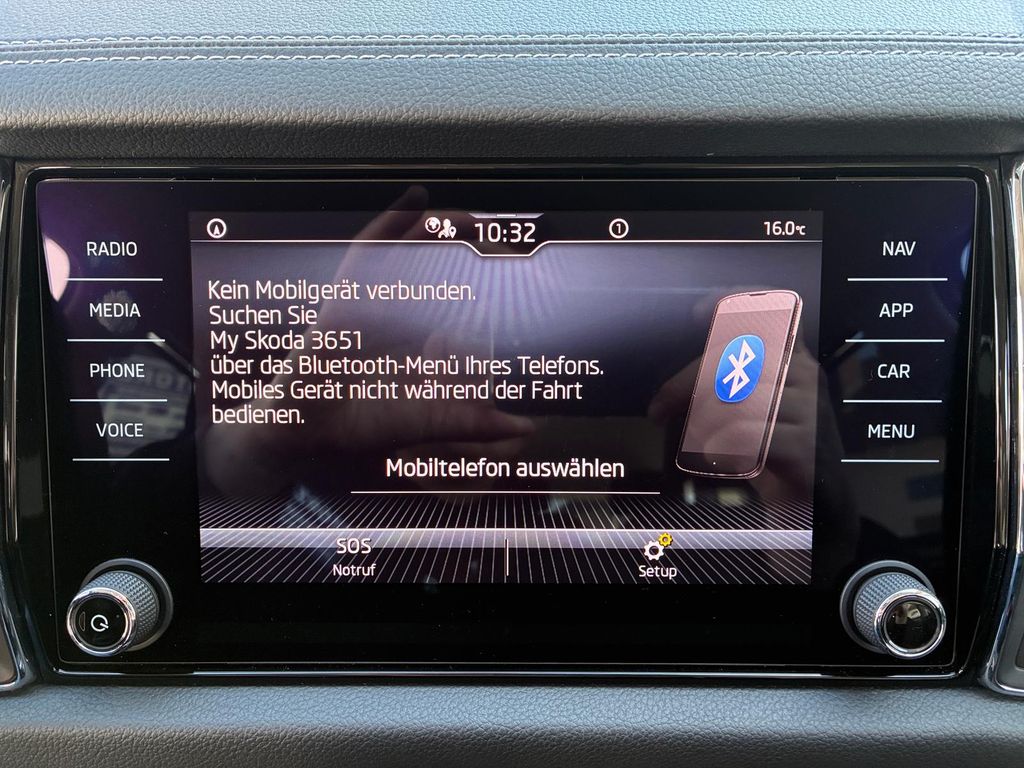 10:32
1
16.0°C
RADIO
MEDIA
PHONE
VOICE
Kein Mobilgerät verbunden.
Suchen Sie
My Skoda 3651
über das Bluetooth-Menü Ihres Telefons.
Mobiles Gerät nicht während der Fahrt
bedienen.
Mobiltelefon auswählen
SOS
Notruf
Setup
NAV
APP
CAR
MENU